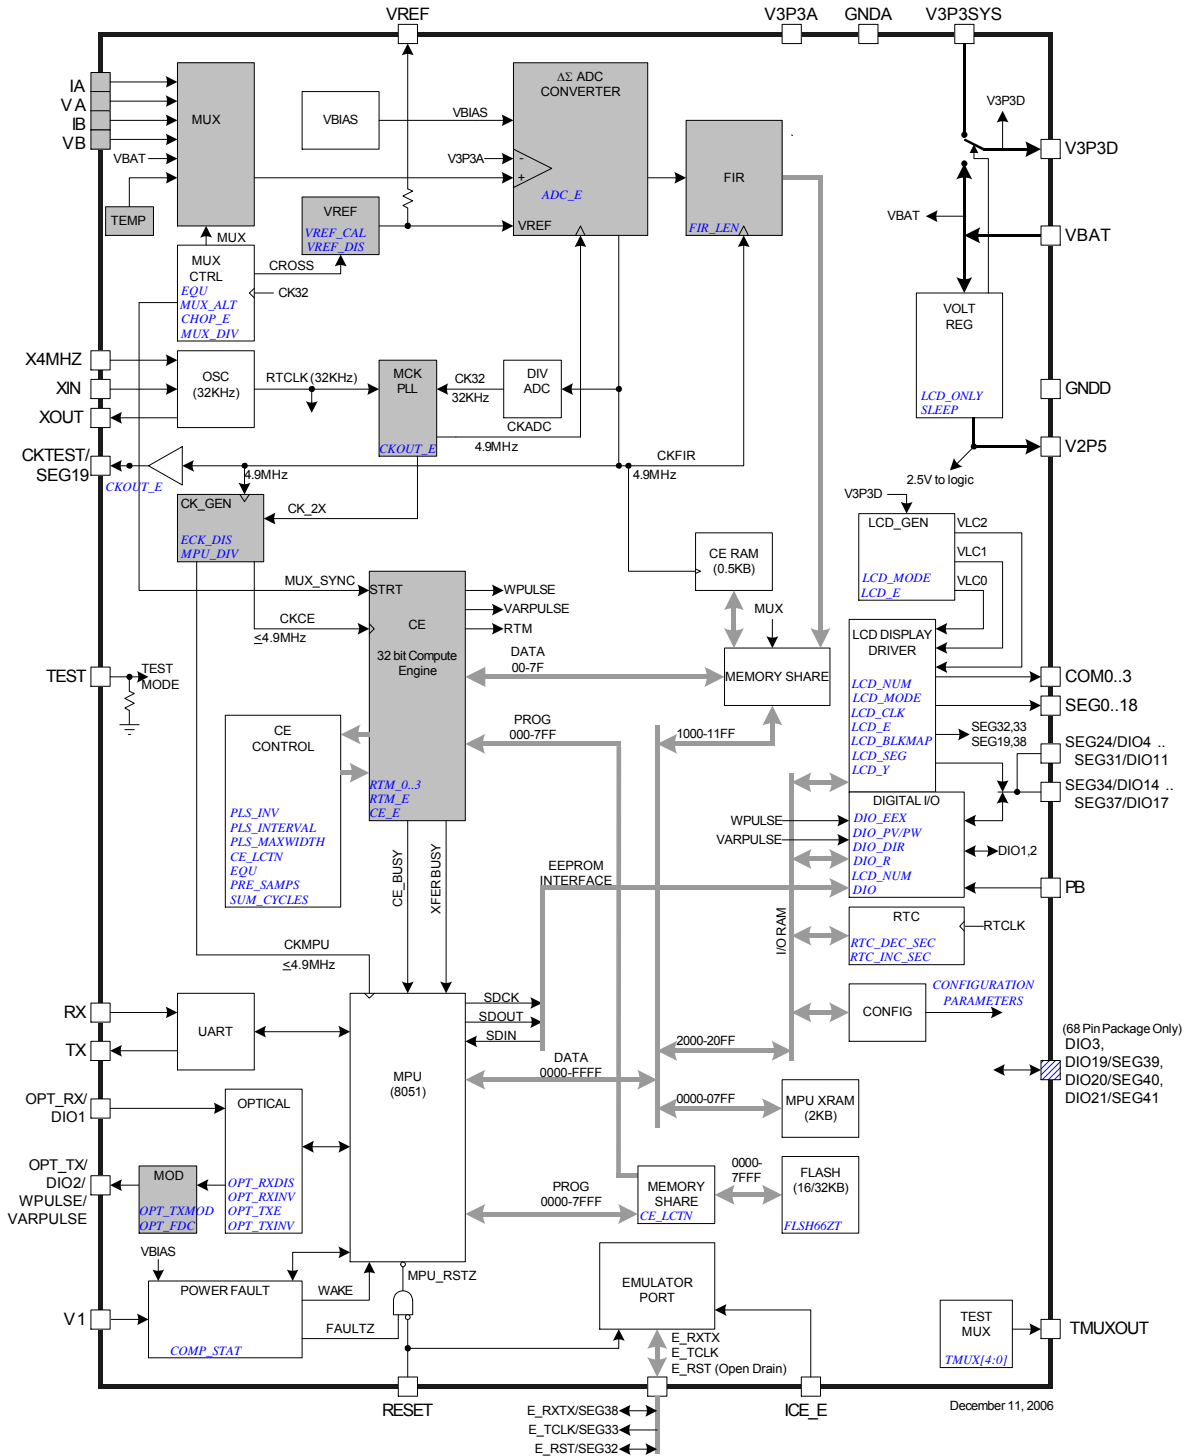 VREF
V3P3A
GNDA
V3P3SYS
IA
VA
IB
VB
VBAT
TEMP
MUX
VBIAS
VBIAS
V3P3A
ΔΣ ADC
CONVERTER
-
+
ADC_E
VREF
FIR
FIR_LEN
V3P3D
V3P3D
VBAT
VBAT
VREF
VREF_CAL
VREF_DIS
MUX
MUX
CTRL
EQU
MUX_ALT
CHOP_E
MUX_DIV
CROSS
CK32
VOLT
REG
LCD_ONLY
SLEEP
GNDD
V2P5
2.5V to logic
X4MHZ
XIN
XOUT
OSC
(32KHz)
RTCLK (32KHz)
MCK
PLL
CKOUT_E
CK32
32KHz
DIV
ADC
CKADC
4.9MHz
CKFIR
4.9MHz
CKTEST/
SEG19
CKOUT_E
4.9MHz
CK_GEN
ECK_DIS
MPU_DIV
CK_2X
V3P3D
LCD_GEN
LCD_MODE
LCD_E
VLC2
VLC1
VLC0
CE RAM
(0.5KB)
MUX_SYNC
STRT
CKCE
≤4.9MHz
CE
32 bit Compute
Engine
RTM_0..3
RTM_E
CE_E
WPULSE
VARPULSE
RTM
MUX
DATA
00-7F
MEMORY SHARE
PROG
000-7FF
1000-11FF
TEST
TEST
MODE
CE
CONTROL
PLS_INV
PLS_INTERVAL
PLS_MAXWIDTH
CE_LCTN
EQU
PRE_SAMPS
SUM_CYCLES
LCD DISPLAY
DRIVER
LCD_NUM
LCD_MODE
LCD_CLK
LCD_E
LCD_BLKMAP
LCD_SEG
LCD_Y
COM0..3
SEG0..18
SEG32,33
SEG19,38
SEG24/DIO4 ..
SEG31/DIO11
SEG34/DIO14 ..
SEG37/DIO17
DIGITAL I/O
DIO_EEX
DIO_PV/PW
DIO_DIR
DIO_R
LCD_NUM
DIO
WPULSE
VARPULSE
DIO1,2
PB
CE_BUSY
XFER BUSY
EEPROM
INTERFACE
I/O RAM
RTC
RTC_DEC_SEC
RTC_INC_SEC
RTCLK
CKMPU
≤4.9MHz
CONFIG
CONFIGURATION
PARAMETERS
RX
TX
UART
MPU
(8051)
SDCK
SDOUT
SDIN
DATA
0000-FFFF
2000-20FF
0000-07FF
MPU XRAM
(2KB)
(68 Pin Package Only)
DIO3,
DIO19/SEG39,
DIO20/SEG40,
DIO21/SEG41
OPT_RX/
DIO1
OPTICAL
OPT_RXDIS
OPT_RXINV
OPT_TXE
OPT_TXINV
OPT_TX/
DIO2/
WPULSE/
VARPULSE
MOD
OPT_TXMOD
OPT_FDC
PROG
0000-7FFF
MEMORY
SHARE
CE_LCTN
0000-
7FFF
FLASH
(16/32KB)
FLSH66ZT
VBIAS
V1
POWER FAULT
COMP_STAT
WAKE
FAULTZ
MPU_RSTZ
EMULATOR
PORT
E_RXTX
E_TCLK
E_RST (Open Drain)
TEST
MUX
TMUX[4:0]
TMUXOUT
RESET
ICE_E
December 11, 2006
E_RXTX/SEG38
E_TCLK/SEG33
E_RST/SEG32